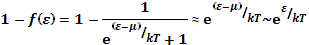 1 − f(ε) = 1 − 1 / (e^((ε−μ)/kT) + 1) ≈ e^((ε−μ)/kT) ~ e^(ε/kT)